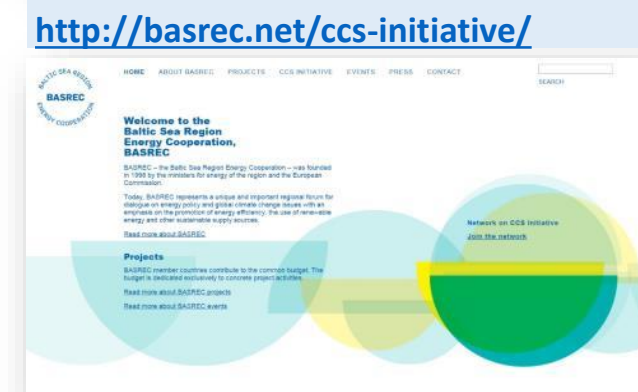 http://basrec.net/ccs-initiative/
BALTIC SEA REGION
BASREC
ENERGY COOPERATION
HOME ABOUT BASREC PROJECTS CCS INITIATIVE EVENTS PRESS CONTACT
SEARCH
Welcome to the
Baltic Sea Region
Energy Cooperation,
BASREC
BASREC – the Baltic Sea Region Energy Cooperation – was founded
in 1998 by the ministers for energy of the region and the European
Commission.
Today, BASREC represents a unique and important regional forum for
dialogue on energy policy and global climate change issues with an
emphasis on the promotion of energy efficiency, the use of renewable
energy and other sustainable supply sources.
Read more about BASREC
Network on CCS initiative
Join the network
Projects
BASREC member countries contribute to the common budget. The
budget is dedicated exclusively to concrete project activities.
Read more about BASREC projects
Read more about BASREC events